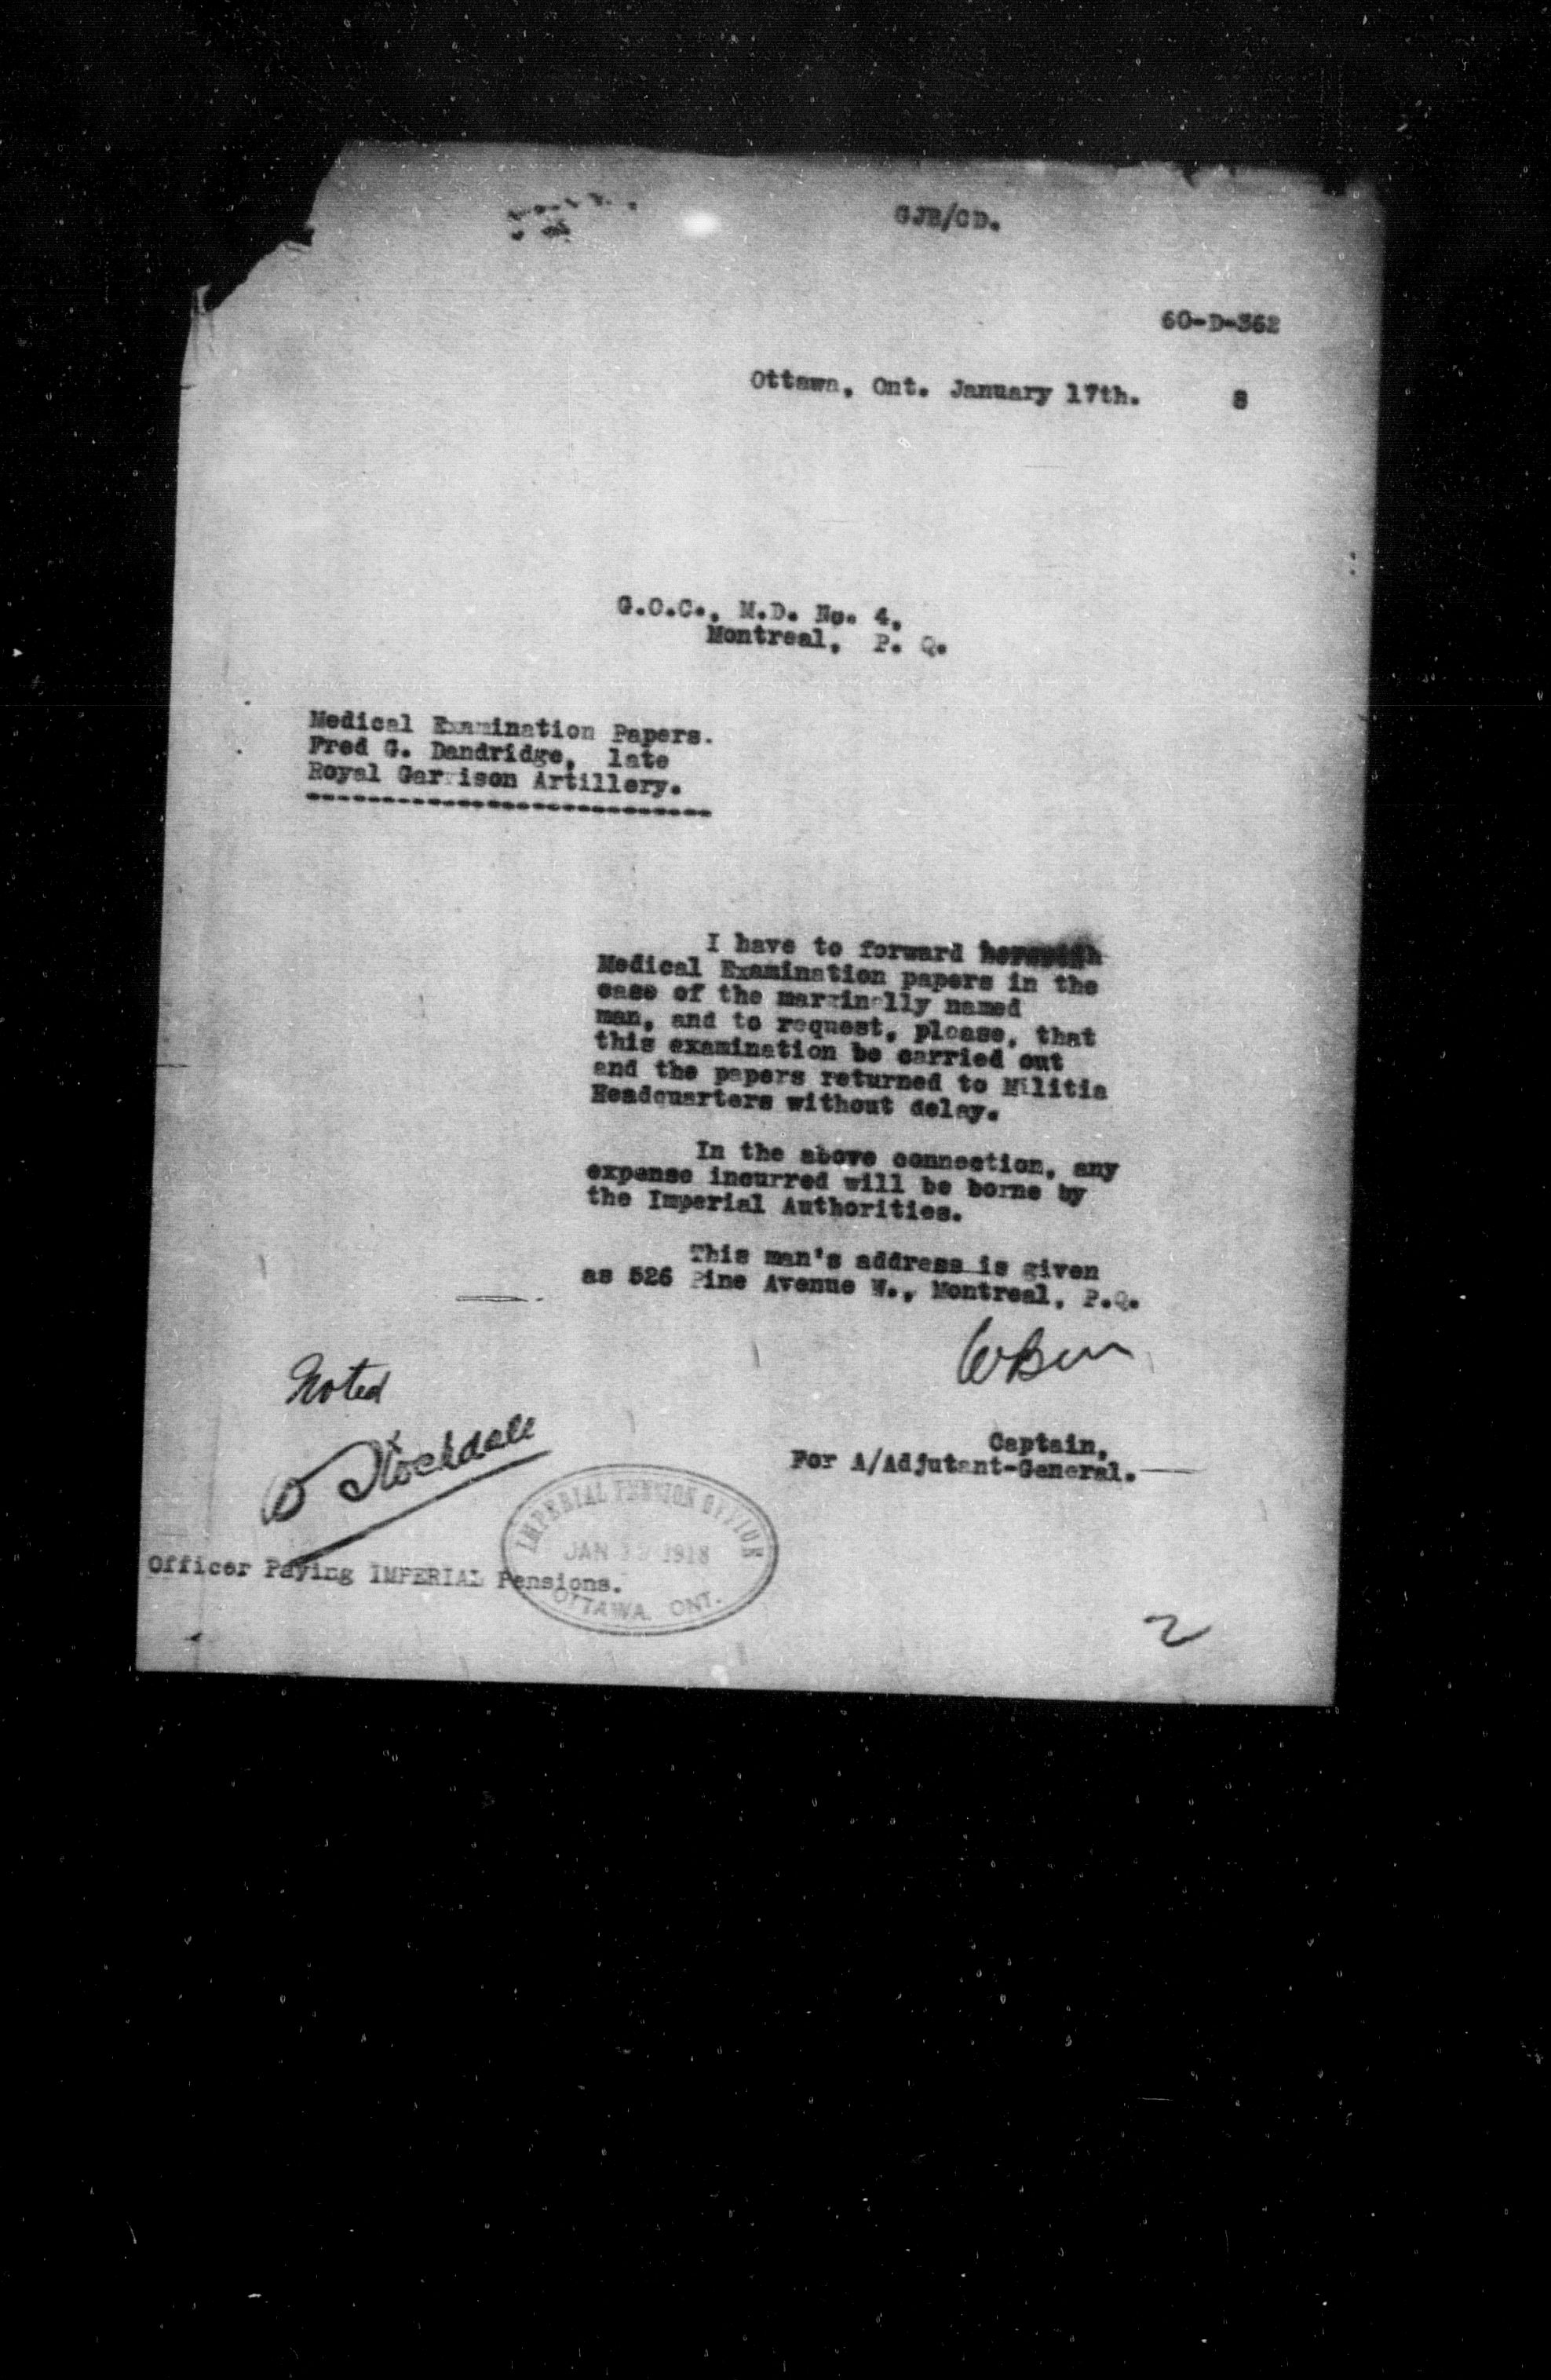 GJB/CD.
60-D-362
Ottawa, Ont. January 17th. 8
G.O.C., M.D. No. 4,
Montreal, P. Q.
Medical Examination Papers.
Fred G. Dandridge, late
Royal Garrison Artillery.
I have to forward herewith
Medical Examination papers in the
case of the marginally named
man, and to request, please, that
this examination be carried out
and the papers returned to Militia
Headquarters without delay.
In the above connection, any
expense incurred will be borne by
the Imperial Authorities.
This man's address is given
as 526 Pine Avenue W., Montreal, P.Q.
Noted
Stockdale
Captain,
For A/Adjutant-General.
IMPERIAL PENSION OFFICE
JAN 1918
OTTAWA. ONT.
Officer Paying IMPERIAL Pensions.
2